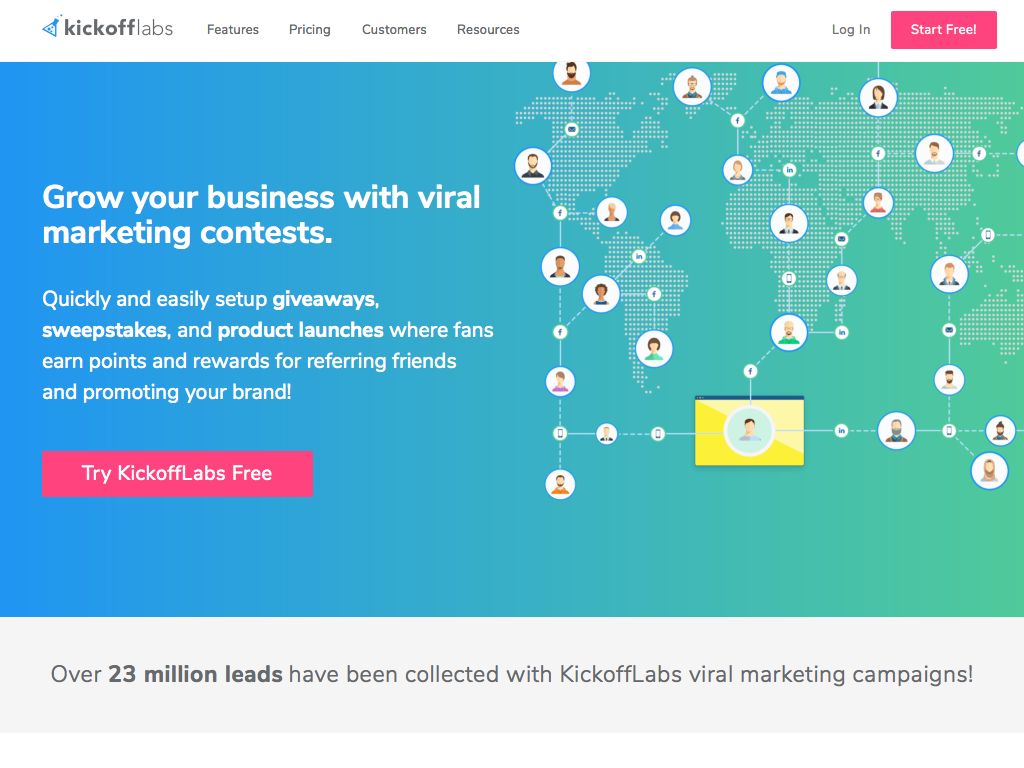 kickofflabs
Features
Pricing
Customers
Resources
Log In
Start Free!
Grow your business with viral
marketing contests.
Quickly and easily setup giveaways,
sweepstakes, and product launches where fans
earn points and rewards for referring friends
and promoting your brand!
Try KickoffLabs Free
Over 23 million leads have been collected with KickoffLabs viral marketing campaigns!